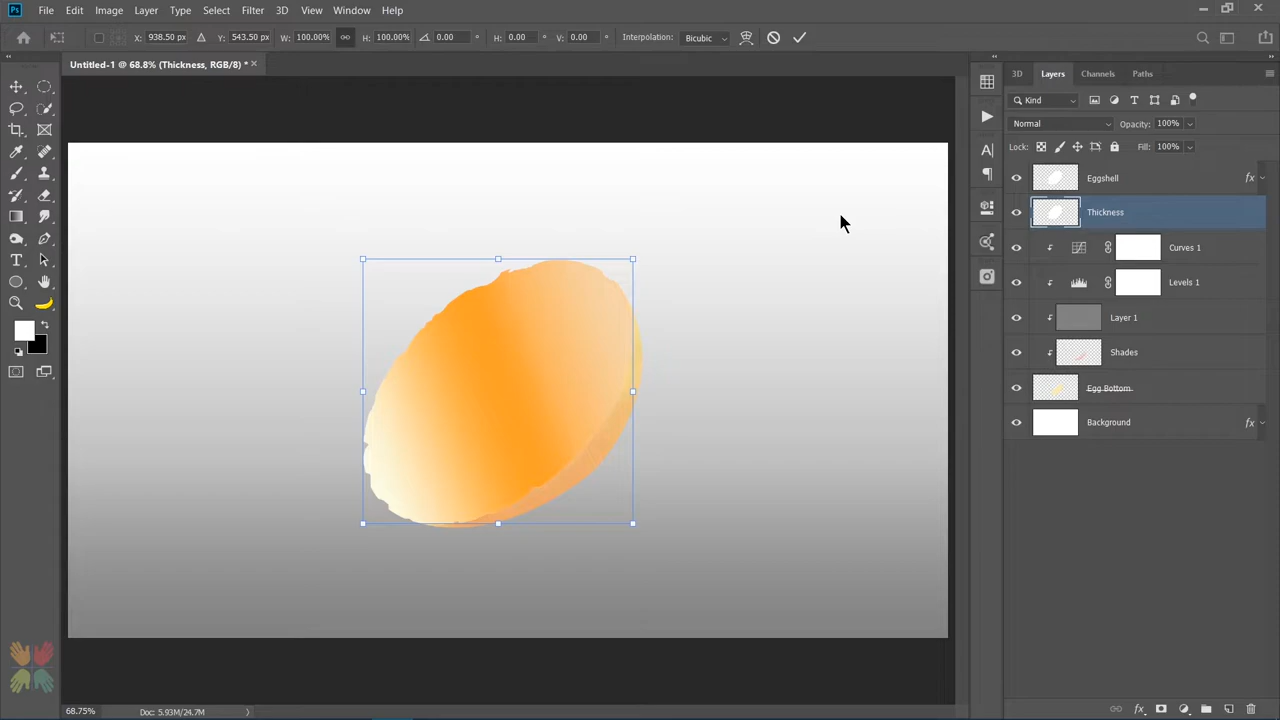 Ps File Edit Image Layer Type Select Filter 3D View Window Help
X: 938.50 px Y: 543.50 px W: 100.00% H: 100.00% 0.00 ° H: 0.00 ° V: 0.00 ° Interpolation: Bicubic
Untitled-1 @ 68.8% (Thickness, RGB/8) * ×
3D Layers Channels Paths
Kind
Normal Opacity: 100%
Lock: Fill: 100%
Eggshell fx
Thickness
Curves 1
Levels 1
Layer 1
Shades
Egg Bottom
Background fx
68.75% Doc: 5.93M/24.7M